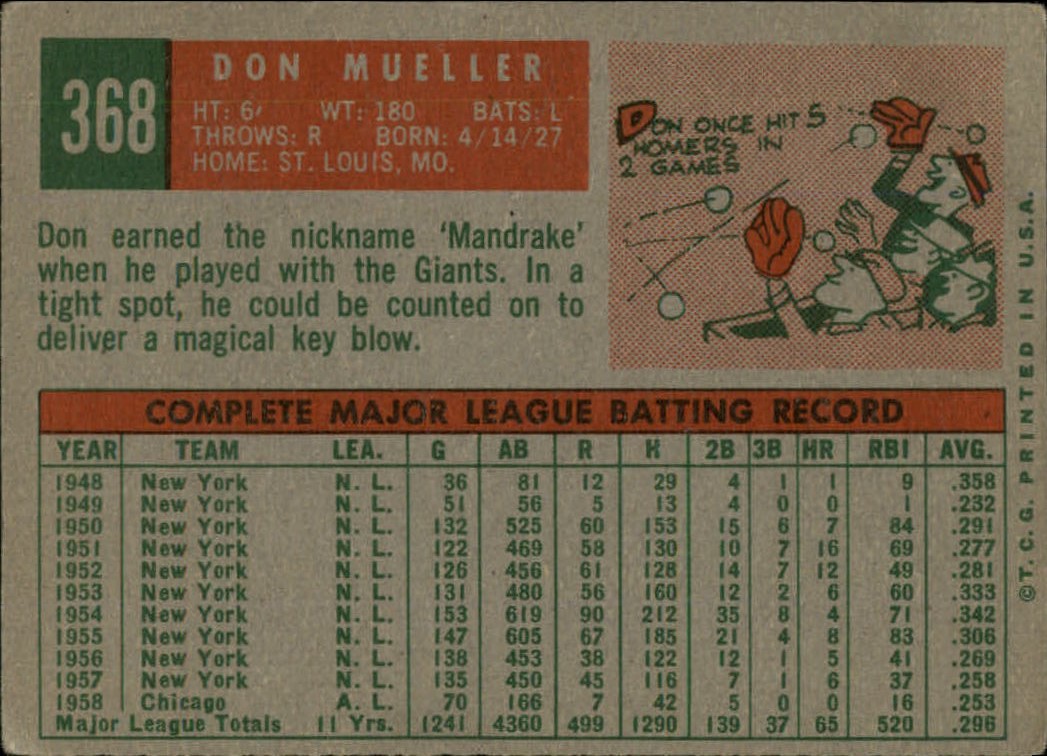 368
DON MUELLER
HT: 6' WT: 180 BATS: L
THROWS: R BORN: 4/14/27
HOME: ST. LOUIS, MO.
DON ONCE HIT 5
HOMERS IN
2 GAMES
Don earned the nickname 'Mandrake'
when he played with the Giants. In a
tight spot, he could be counted on to
deliver a magical key blow.
COMPLETE MAJOR LEAGUE BATTING RECORD
YEAR TEAM LEA. G AB R H 2B 3B HR RBI AVG.
1948 New York N. L. 36 81 12 29 4 1 1 9 .358
1949 New York N. L. 51 56 5 13 4 0 0 1 .232
1950 New York N. L. 132 525 60 153 15 6 7 84 .291
1951 New York N. L. 122 469 58 130 10 7 16 69 .277
1952 New York N. L. 126 456 61 128 14 7 12 49 .281
1953 New York N. L. 131 480 56 160 12 2 6 60 .333
1954 New York N. L. 153 619 90 212 35 8 4 71 .342
1955 New York N. L. 147 605 67 185 21 4 8 83 .306
1956 New York N. L. 138 453 38 122 12 1 5 41 .269
1957 New York N. L. 135 450 45 116 7 1 6 37 .258
1958 Chicago A. L. 70 166 7 42 5 0 0 16 .253
Major League Totals 11 Yrs. 1241 4360 499 1290 139 37 65 520 .296
©T. C. G. PRINTED IN U.S.A.